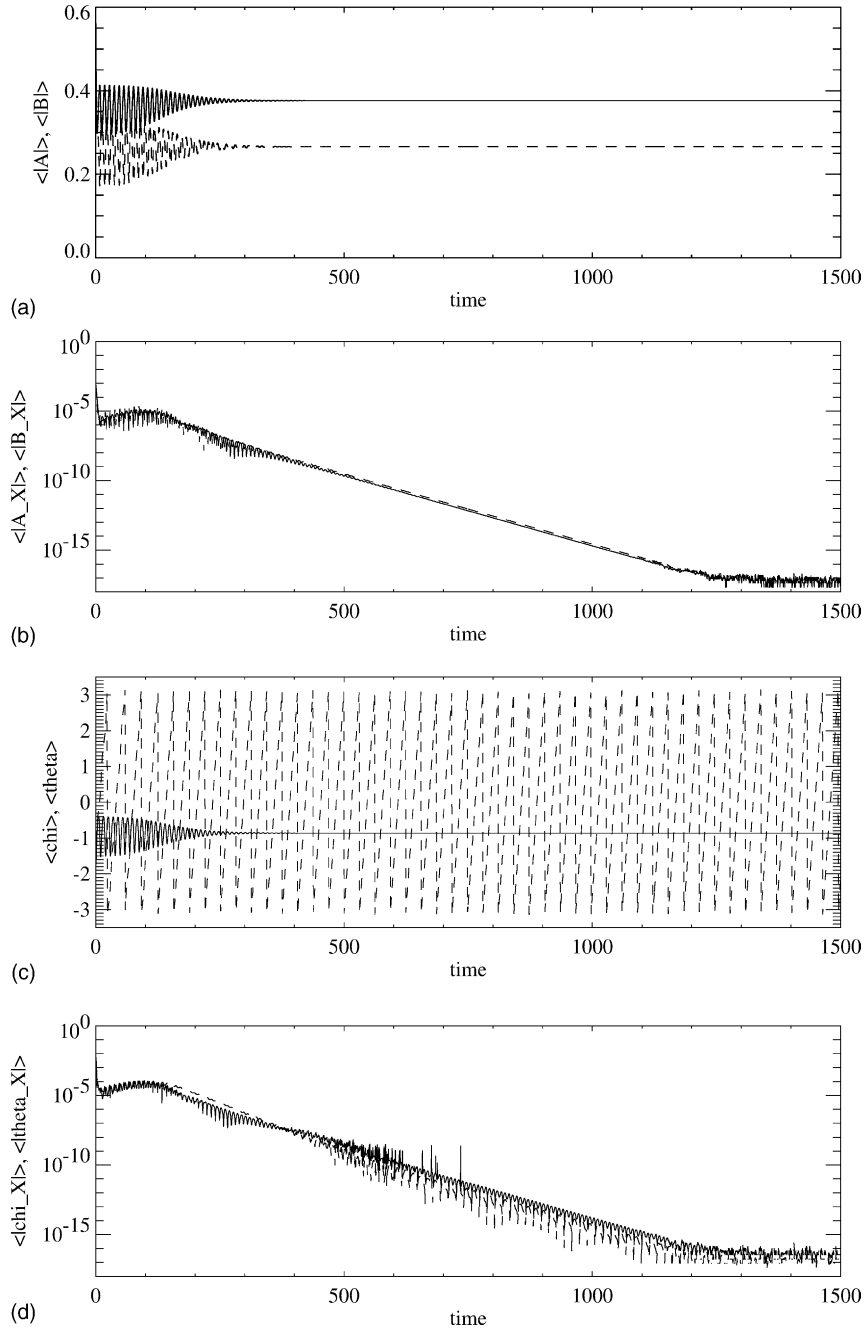 0.6
0.4
0.2
0.0
<|A|>, <|B|>
0 500 1000 1500
time
(a)
10^0
10^-5
10^-10
10^-15
<|A_X|>, <|B_X|>
0 500 1000 1500
time
(b)
3
2
1
0
-1
-2
-3
<chi>, <theta>
0 500 1000 1500
time
(c)
10^0
10^-5
10^-10
10^-15
<|chi_X|>, <|theta_X|>
0 500 1000 1500
time
(d)